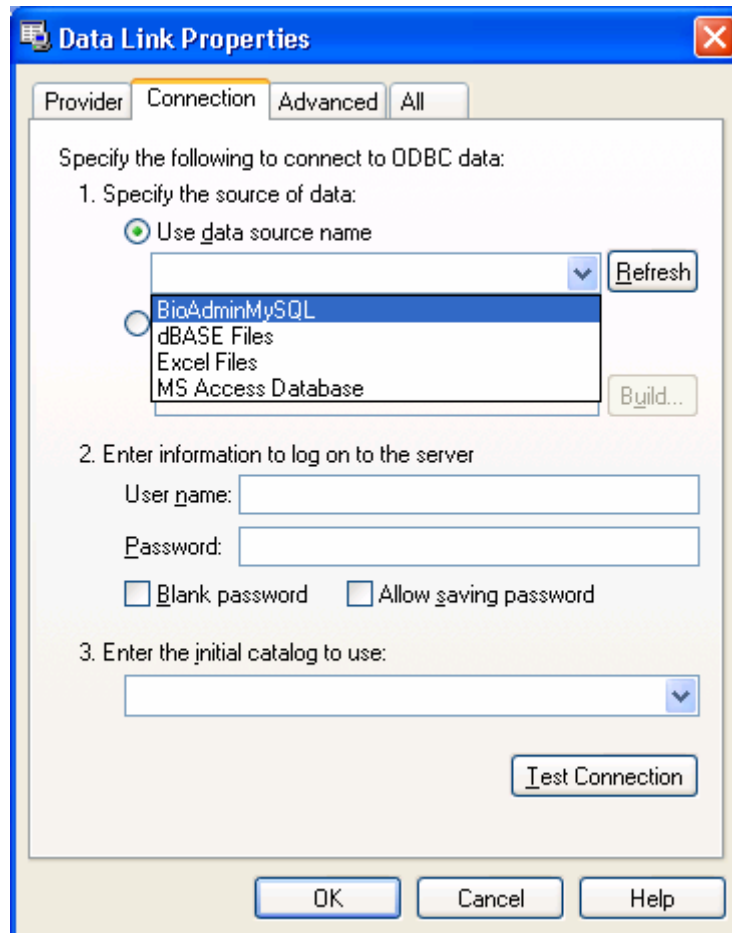 Data Link Properties
Provider Connection Advanced All
Specify the following to connect to ODBC data:
1. Specify the source of data:
Use data source name
Refresh
BioAdminMySQL
dBASE Files
Excel Files
MS Access Database
Build...
2. Enter information to log on to the server
User name:
Password:
Blank password Allow saving password
3. Enter the initial catalog to use:
Test Connection
OK Cancel Help